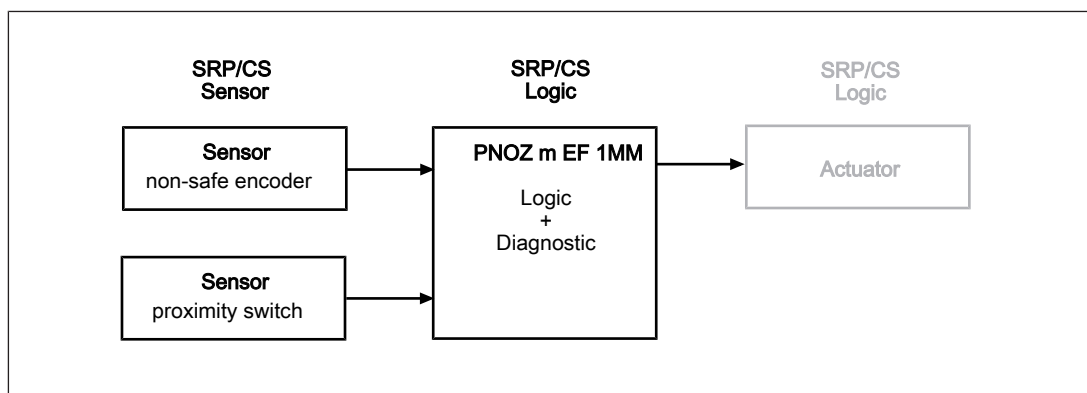 SRP/CS
Sensor
SRP/CS
Logic
SRP/CS
Logic
Sensor
non-safe encoder
PNOZ m EF 1MM
Logic
+
Diagnostic
Actuator
Sensor
proximity switch